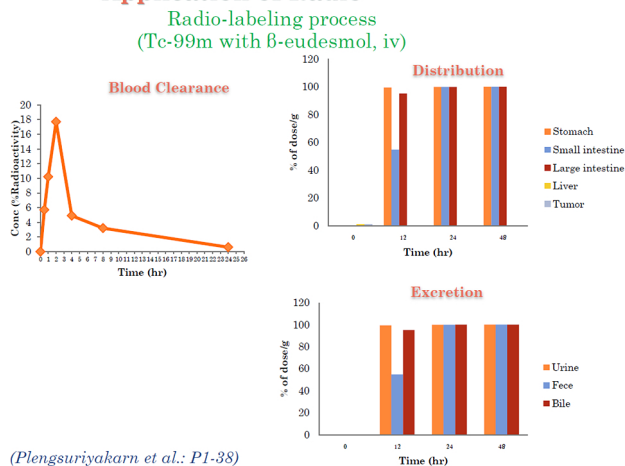 Radio-labeling process
(Tc-99m with β-eudesmol, iv)
Blood Clearance
Conc (%Radioactivity)
20
18
16
14
12
10
8
6
4
2
0
0 1 2 3 4 5 6 7 8 9 10 11 12 13 14 15 16 17 18 19 20 21 22 23 24 25 26
Time (hr)
Distribution
% of dose/g
120
100
80
60
40
20
0
0 12 24 48
Time (hr)
Stomach
Small intestine
Large intestine
Liver
Tumor
Excretion
% of dose/g
120
100
80
60
40
20
0
0 12 24 48
Time (hr)
Urine
Fece
Bile
(Plengsuriyakarn et al.: P1-38)